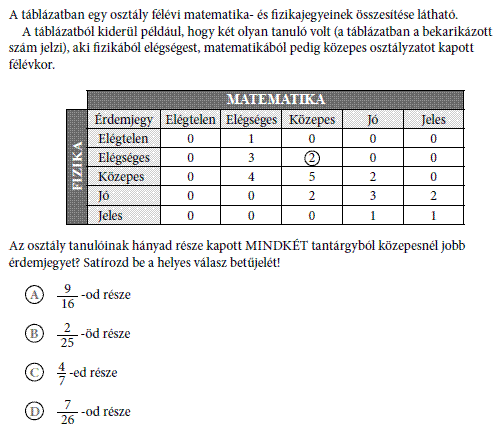 A táblázatban egy osztály félévi matematika- és fizikajegyeinek összesítése látható.
A táblázatból kiderül például, hogy két olyan tanuló volt (a táblázatban a bekarikázott
szám jelzi), aki fizikából elégségest, matematikából pedig közepes osztályzatot kapott
félévkor.
MATEMATIKA
FIZIKA
Érdemjegy Elégtelen Elégséges Közepes Jó Jeles
Elégtelen 0 1 0 0 0
Elégséges 0 3 2 0 0
Közepes 0 4 5 2 0
Jó 0 0 2 3 2
Jeles 0 0 0 1 1
Az osztály tanulóinak hányad része kapott MINDKÉT tantárgyból közepesnél jobb
érdemjegyet? Satírozd be a helyes válasz betűjelét!
A 9/16 -od része
B 2/25 -öd része
C 4/7 -ed része
D 7/26 -od része